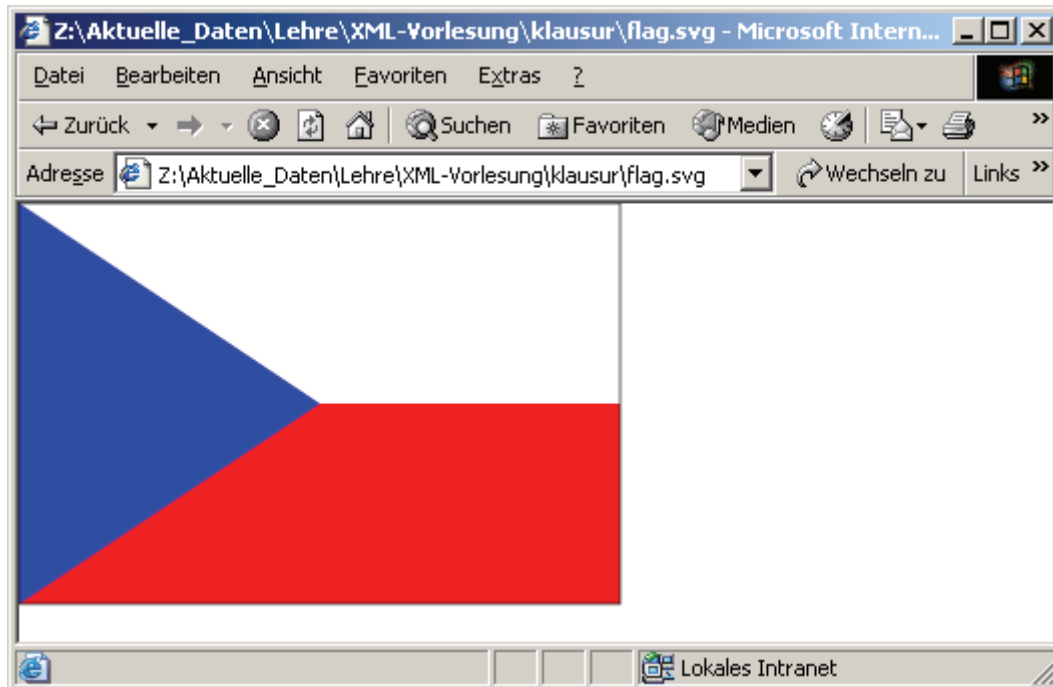 Z:\Aktuelle_Daten\Lehre\XML-Vorlesung\klausur\flag.svg - Microsoft Intern...
Datei Bearbeiten Ansicht Favoriten Extras ?
Zurück Suchen Favoriten Medien »
Adresse Z:\Aktuelle_Daten\Lehre\XML-Vorlesung\klausur\flag.svg Wechseln zu Links »
Lokales Intranet